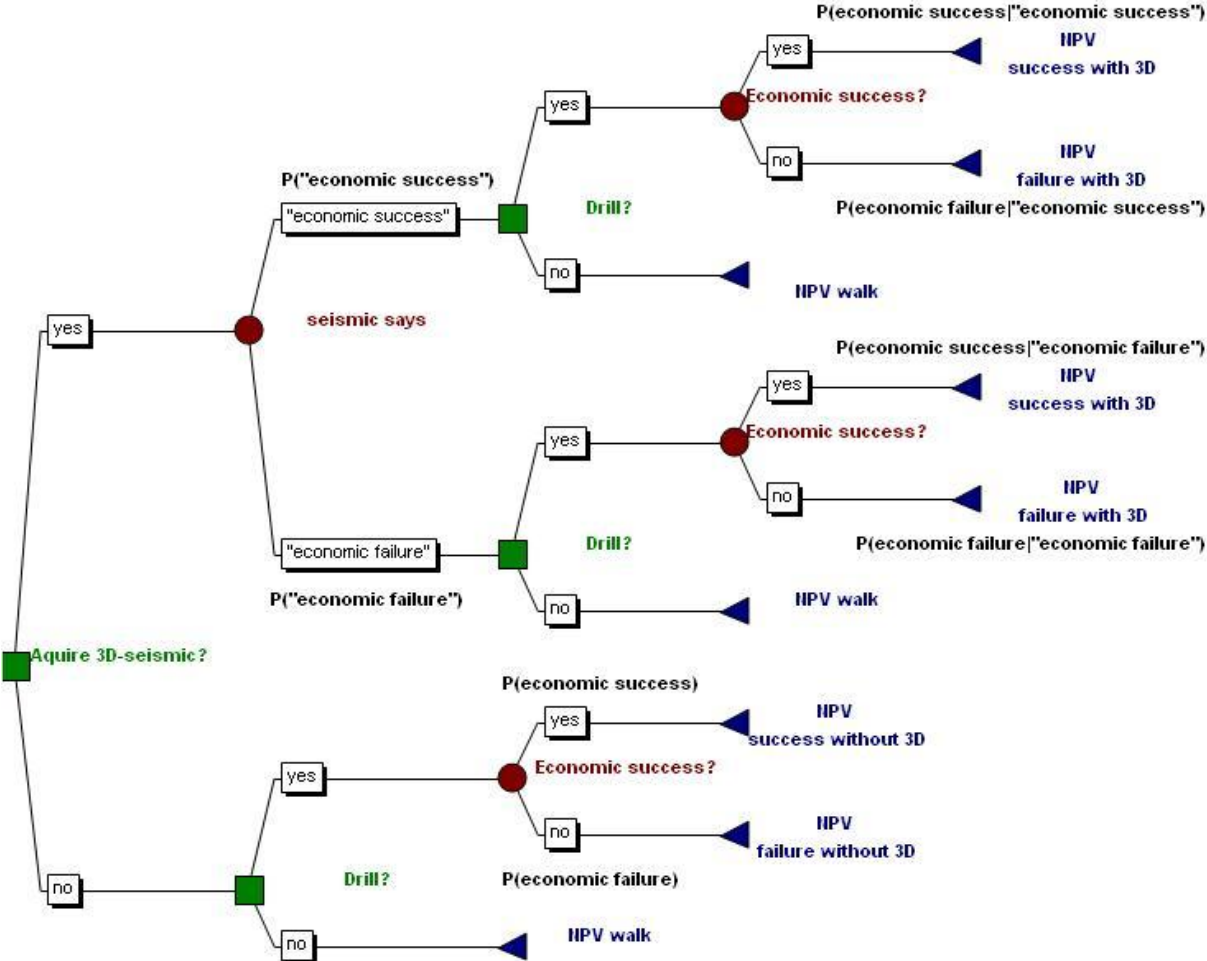 P(economic success|"economic success")
yes
NPV
success with 3D
yes
Economic success?
no
NPV
failure with 3D
P("economic success")
"economic success"
Drill?
P(economic failure|"economic success")
no
NPV walk
yes
seismic says
P(economic success|"economic failure")
yes
NPV
success with 3D
yes
Economic success?
no
NPV
failure with 3D
"economic failure"
Drill?
P(economic failure|"economic failure")
P("economic failure")
no
NPV walk
Aquire 3D-seismic?
P(economic success)
yes
NPV
success without 3D
yes
Economic success?
no
NPV
failure without 3D
no
Drill?
P(economic failure)
no
NPV walk